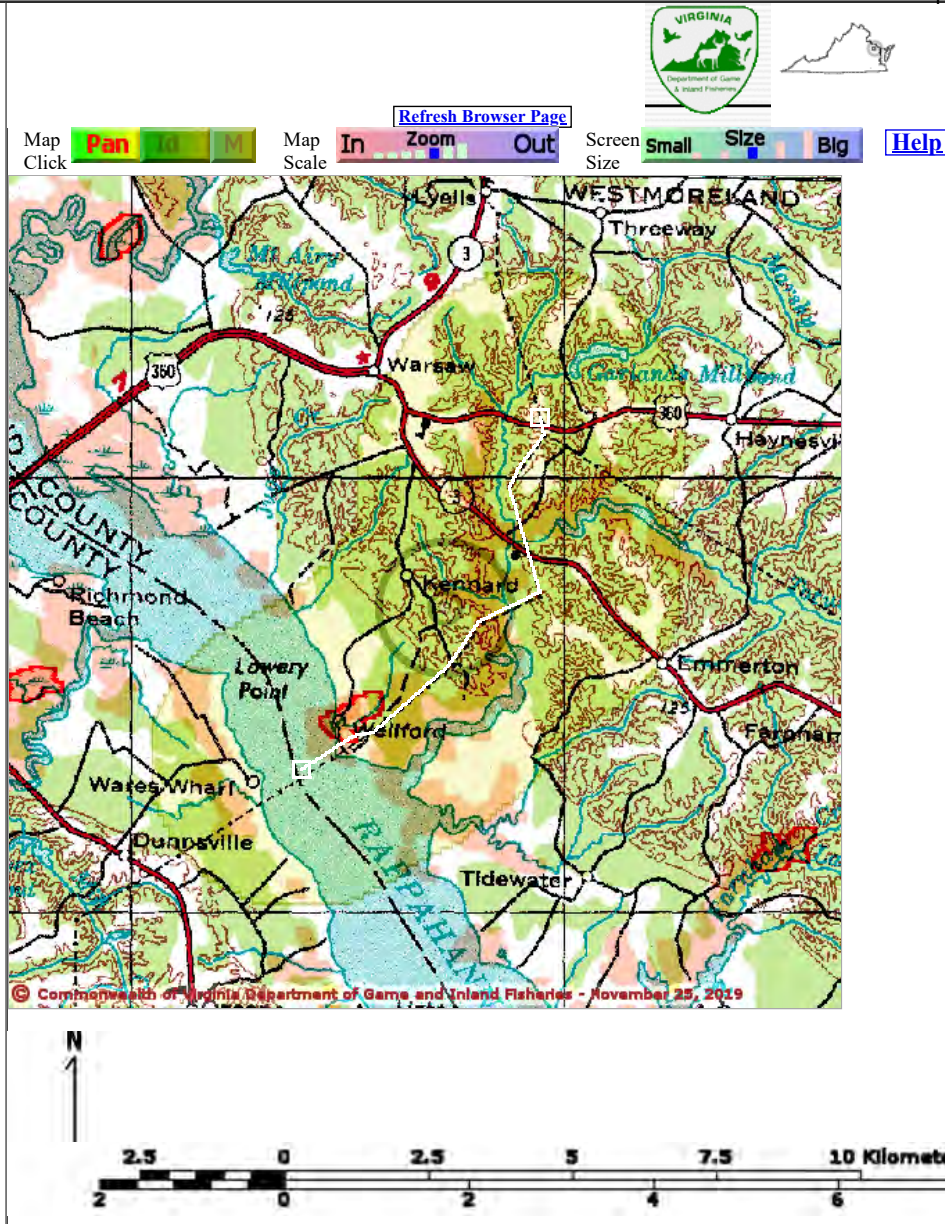 VIRGINIA
Department of Game
& Inland Fisheries
Refresh Browser Page
Map
Click
Pan
Id
M
Map
Scale
In
Zoom
Out
Screen
Size
Small
Size
Big
Help
Lyells
WESTMORELAND
Threeway
3
Mt Airy
Millpond
125
360
Warsaw
Garlands Millpond
360
Haynesvi
COUNTY
COUNTY
3
Kennard
Richmond
Beach
Lowery
Point
Emmerton
125
Farnham
Wellford
Wares Wharf
Dunnsville
RAPPAHAN
Tidewater
© Commonwealth of Virginia Department of Game and Inland Fisheries - November 25, 2019
N
2.5 0 2.5 5 7.5 10 Kilomete
2 0 2 4 6